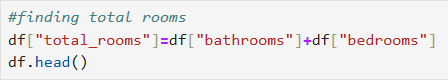 #finding total rooms
df["total_rooms"]=df["bathrooms"]+df["bedrooms"]
df.head()